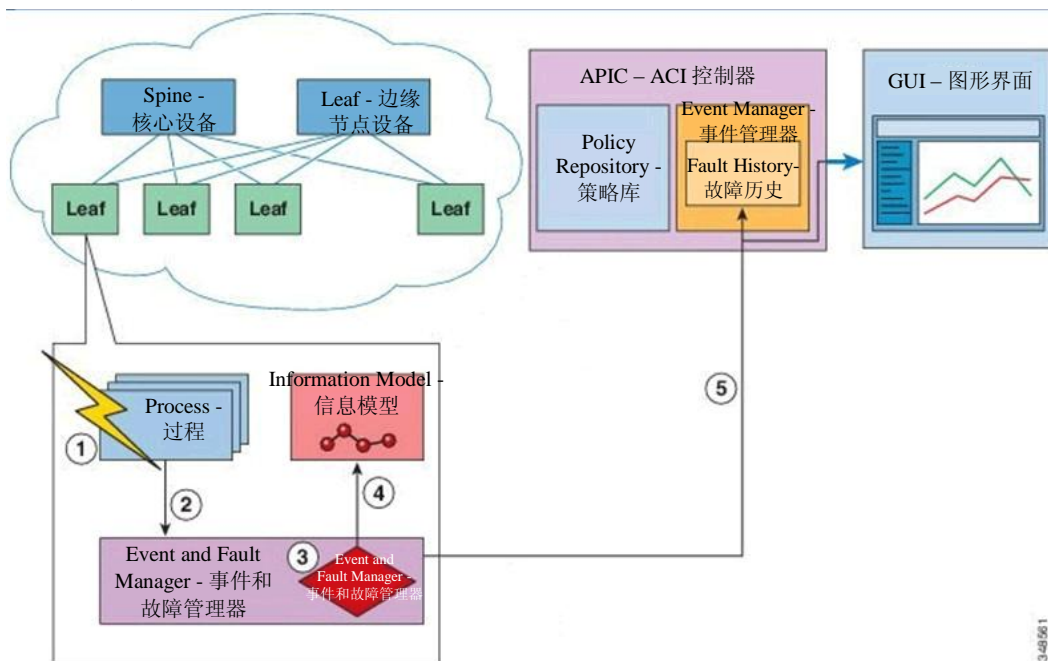 Spine -
核心设备
Leaf - 边缘
节点设备
Leaf
Leaf
Leaf
Leaf
APIC – ACI 控制器
Policy
Repository -
策略库
Event Manager -
事件管理器
Fault History-
故障历史
GUI – 图形界面
1
Process -
过程
Information Model -
信息模型
2
4
5
Event and Fault
Manager - 事件和
故障管理器
3
Event and
Fault Manager -
事件和故障管理器
348561